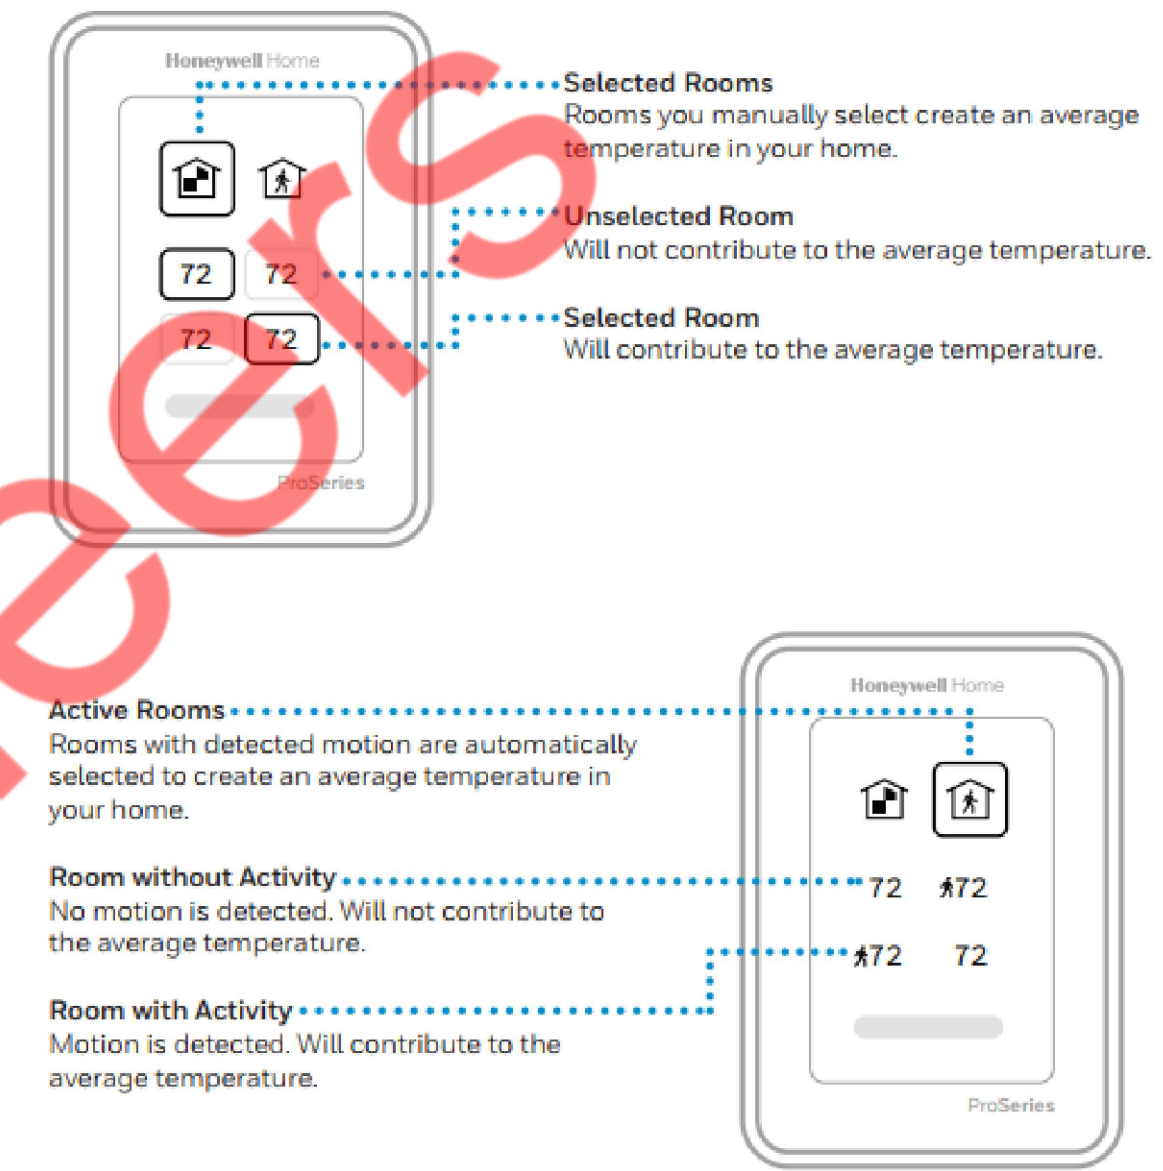 Honeywell Home
Selected Rooms
Rooms you manually select create an average
temperature in your home.
Unselected Room
Will not contribute to the average temperature.
72 72
Selected Room
72 72
Will contribute to the average temperature.
ProSeries
eers
Honeywell Home
Active Rooms
Rooms with detected motion are automatically
selected to create an average temperature in
your home.
Room without Activity
72 72
No motion is detected. Will not contribute to
the average temperature.
72 72
Room with Activity
Motion is detected. Will contribute to the
average temperature.
ProSeries